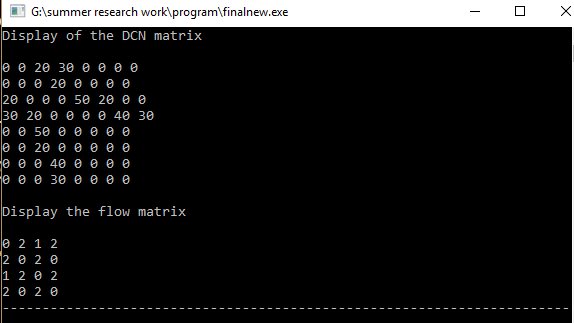 G:\summer research work\program\finalnew.exe
Display of the DCN matrix
0 0 20 30 0 0 0 0
0 0 0 20 0 0 0 0
20 0 0 0 50 20 0 0
30 20 0 0 0 0 40 30
0 0 50 0 0 0 0 0
0 0 20 0 0 0 0 0
0 0 0 40 0 0 0 0
0 0 0 30 0 0 0 0
Display the flow matrix
0 2 1 2
2 0 2 0
1 2 0 2
2 0 2 0
-----------------------------------------------------------------------